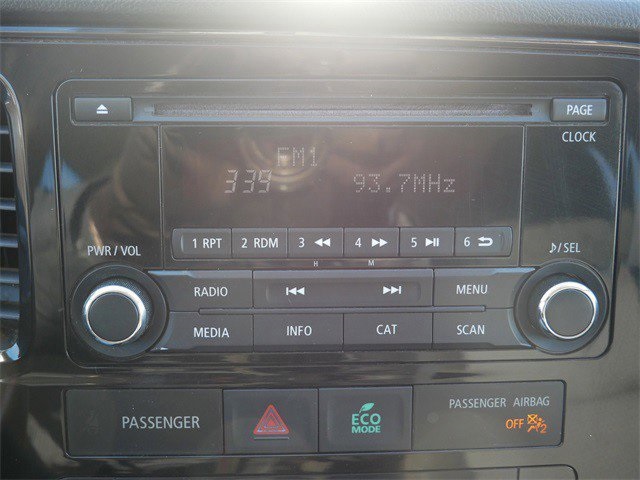 PAGE
CLOCK
FM1
339 93.7MHz
PWR / VOL
1 RPT 2 RDM 3 4 5 6
H M
♪/SEL
RADIO MENU
MEDIA INFO CAT SCAN
PASSENGER
ECO
MODE
PASSENGER AIRBAG
OFF 2